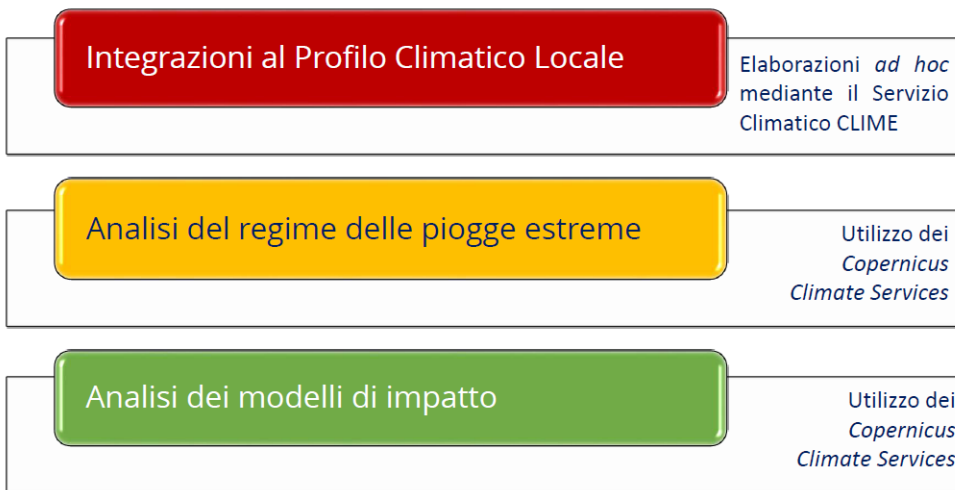 Integrazioni al Profilo Climatico Locale
Elaborazioni ad hoc
mediante il Servizio
Climatico CLIME
Analisi del regime delle piogge estreme
Utilizzo dei
Copernicus
Climate Services
Analisi dei modelli di impatto
Utilizzo dei
Copernicus
Climate Services